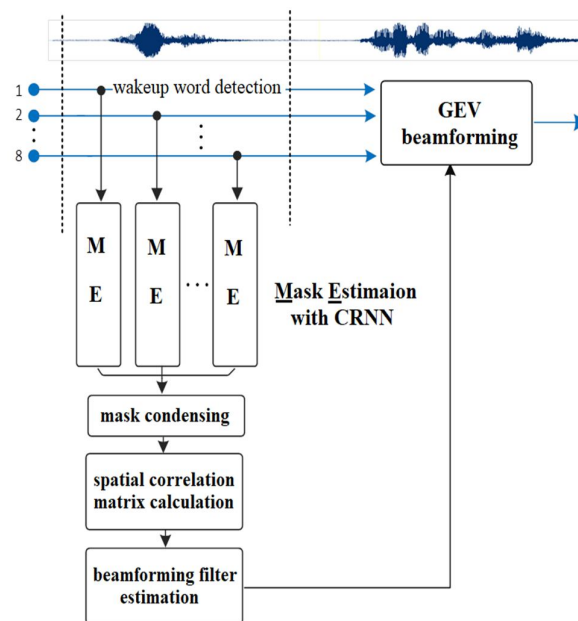 1
wakeup word detection
2
8
GEV
beamforming
M
E
M
E
M
E
Mask Estimaion
with CRNN
mask condensing
spatial correlation
matrix calculation
beamforming filter
estimation